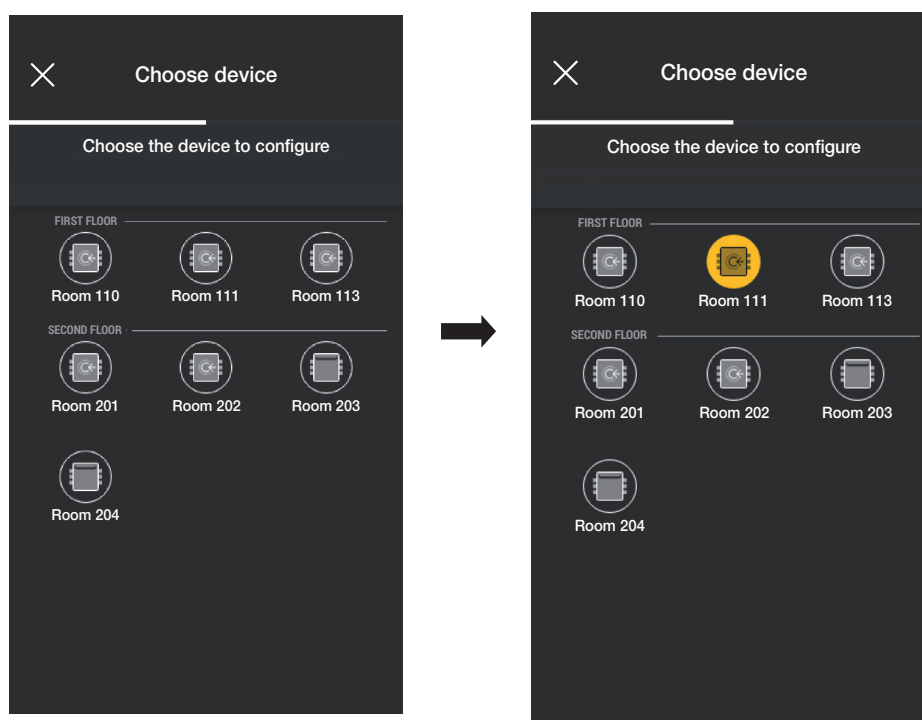 Choose device
Choose the device to configure
FIRST FLOOR
Room 110 Room 111 Room 113
SECOND FLOOR
Room 201 Room 202 Room 203
Room 204
Choose device
Choose the device to configure
FIRST FLOOR
Room 110 Room 111 Room 113
SECOND FLOOR
Room 201 Room 202 Room 203
Room 204